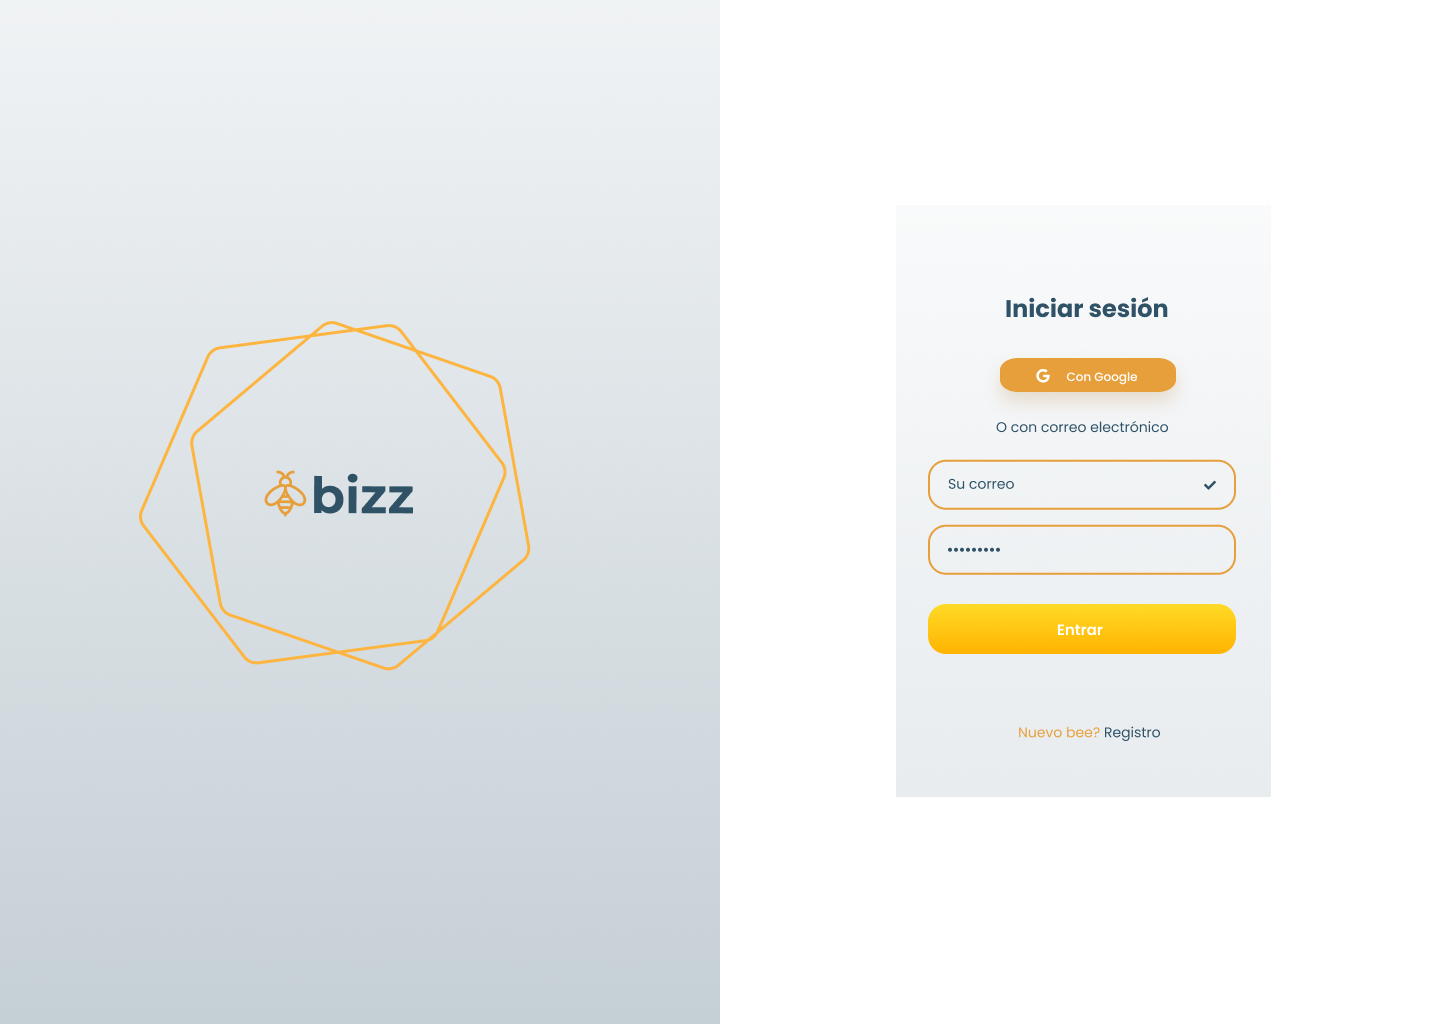 bizz
Iniciar sesión
Con Google
O con correo electrónico
Su correo
•••••••••
Entrar
Nuevo bee? Registro